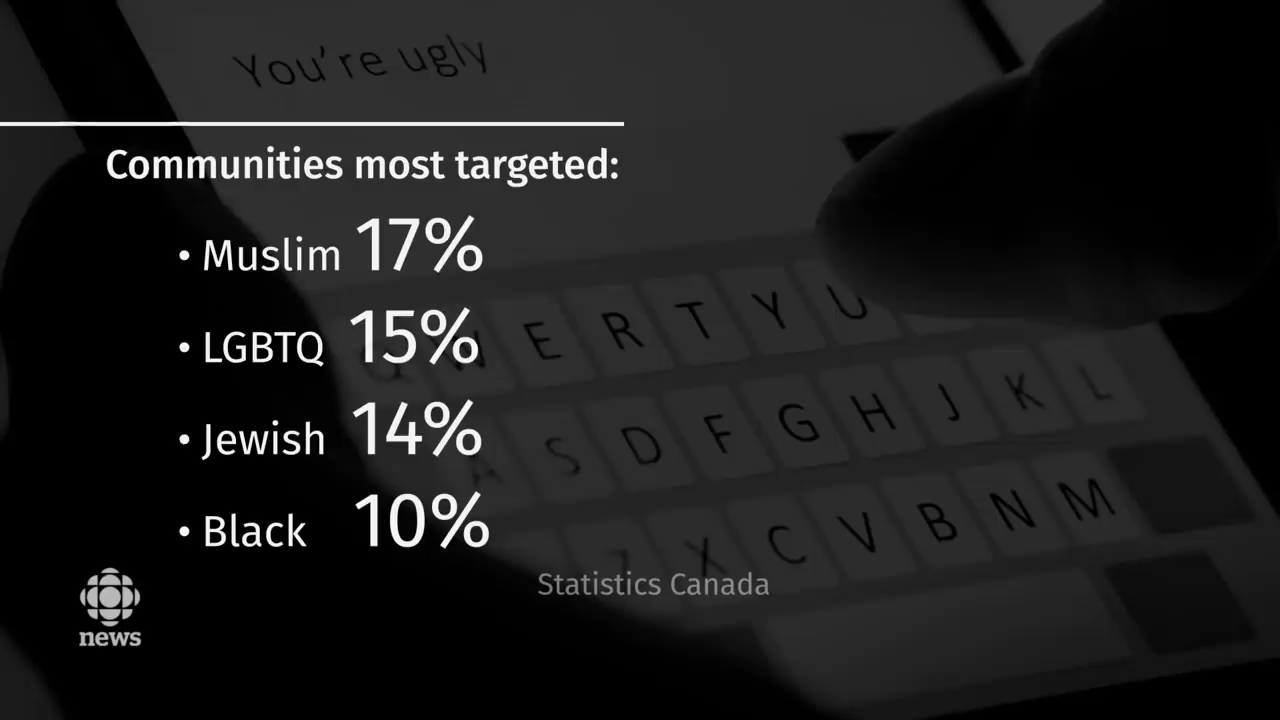 You're ugly
Communities most targeted:
• Muslim 17%
• LGBTQ 15%
• Jewish 14%
• Black 10%
Q W E R T Y U
A S D F G H J K L
Z X C V B N M
Statistics Canada
news